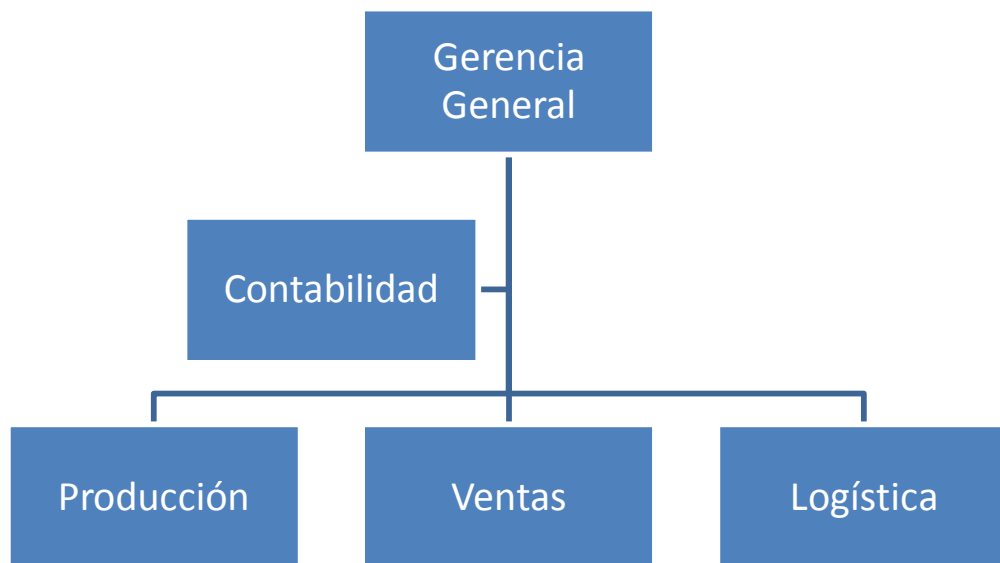 Gerencia
General
Contabilidad
Producción
Ventas
Logística